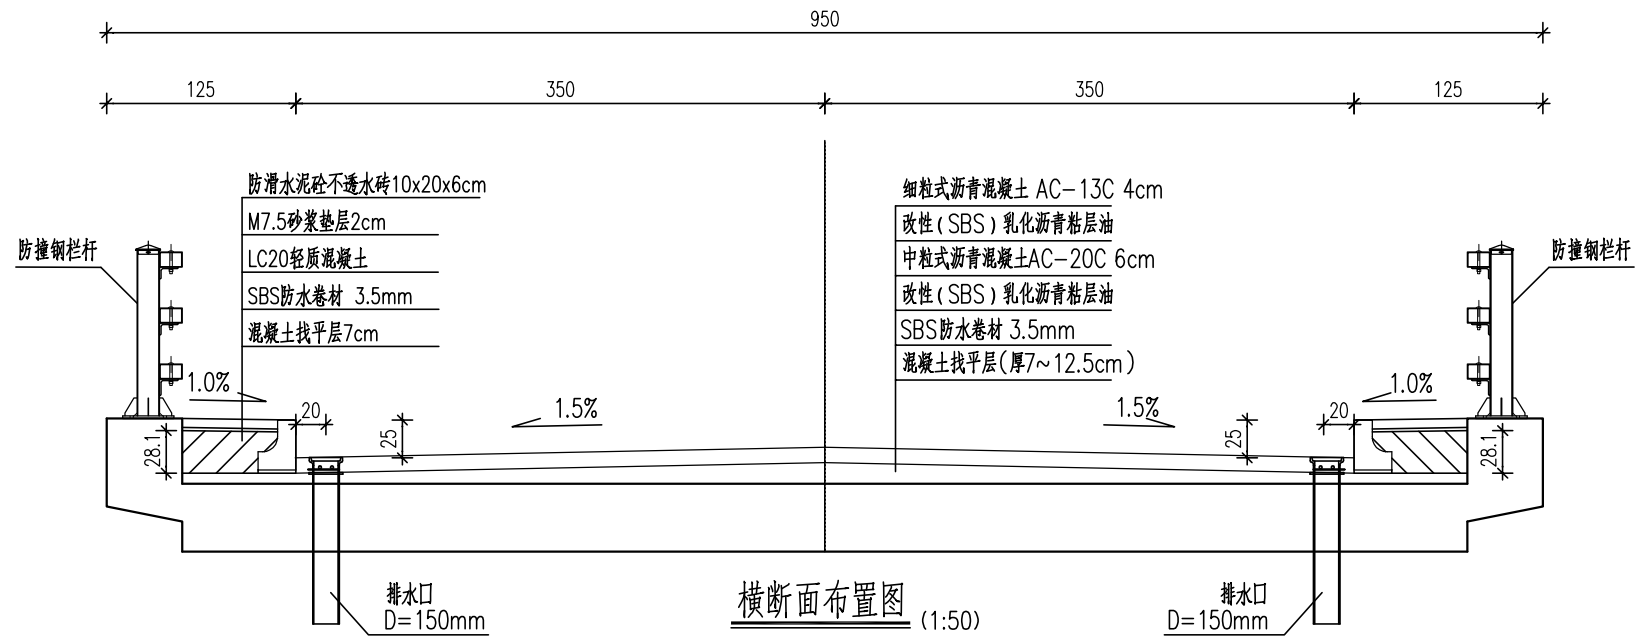 950
125
350
350
125
防滑水泥砼不透水砖10x20x6cm
M7.5砂浆垫层2cm
LC20轻质混凝土
SBS防水卷材 3.5mm
混凝土找平层7cm
细粒式沥青混凝土 AC-13C 4cm
改性(SBS)乳化沥青粘层油
中粒式沥青混凝土AC-20C 6cm
改性(SBS)乳化沥青粘层油
SBS防水卷材 3.5mm
混凝土找平层(厚7~12.5cm)
防撞钢栏杆
防撞钢栏杆
1.0%
20
1.5%
1.5%
20
1.0%
28.1
25
25
28.1
排水口
D=150mm
横断面布置图 (1:50)
排水口
D=150mm